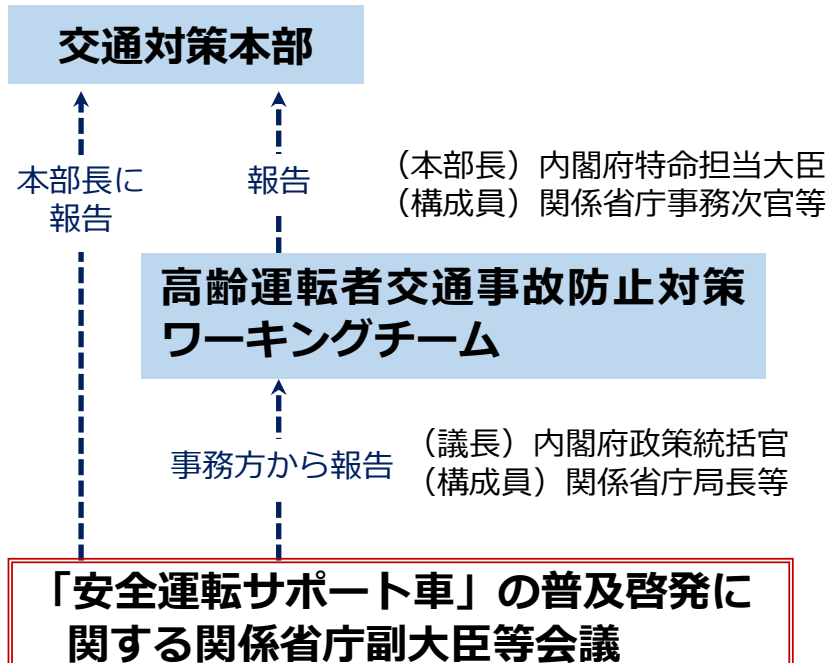 交通対策本部
本部長に
報告
報告
（本部長）内閣府特命担当大臣
（構成員）関係省庁事務次官等
高齢運転者交通事故防止対策
ワーキングチーム
事務方から報告
（議長）内閣府政策統括官
（構成員）関係省庁局長等
「安全運転サポート車」の普及啓発に
関する関係省庁副大臣等会議